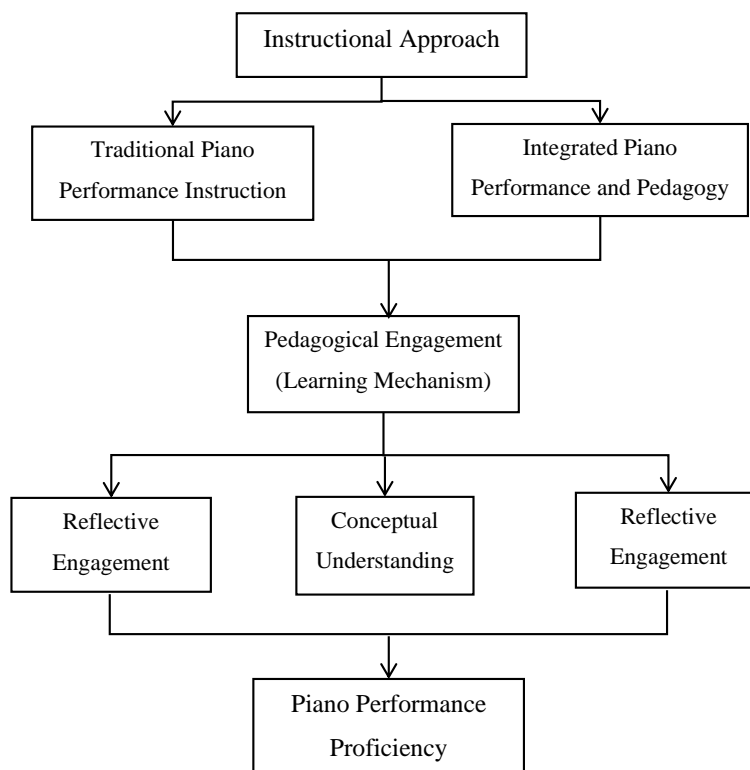 Instructional Approach
Traditional Piano
Performance Instruction
Integrated Piano
Performance and Pedagogy
Pedagogical Engagement
(Learning Mechanism)
Reflective
Engagement
Conceptual
Understanding
Reflective
Engagement
Piano Performance
Proficiency